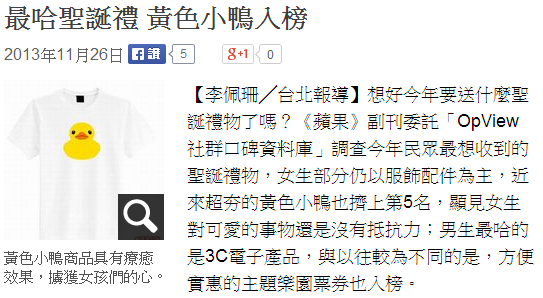 最哈聖誕禮 黃色小鴨入榜
2013年11月26日 讚 5 g+1 0
【李佩珊╱台北報導】想好今年要送什麼聖
誕禮物了嗎？《蘋果》副刊委託「OpView
社群口碑資料庫」調查今年民眾最想收到的
聖誕禮物，女生部分仍以服飾配件為主，近
來超夯的黃色小鴨也擠上第5名，顯見女生
對可愛的事物還是沒有抵抗力；男生最哈的
是3C電子產品，與以往較為不同的是，方便
實惠的主題樂園票券也入榜。
黃色小鴨商品具有療癒
效果，擄獲女孩們的心。